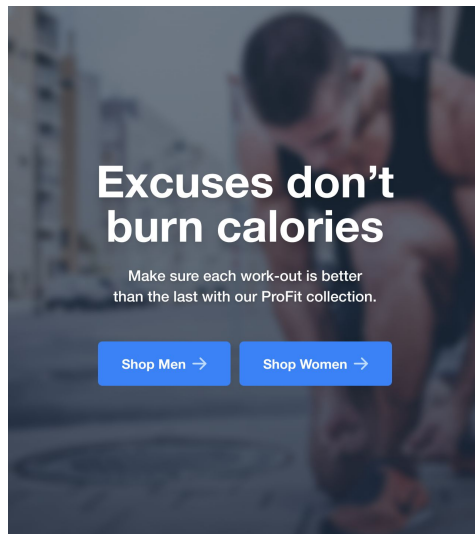 Excuses don’t
burn calories
Make sure each work-out is better
than the last with our ProFit collection.
Shop Men →
Shop Women →